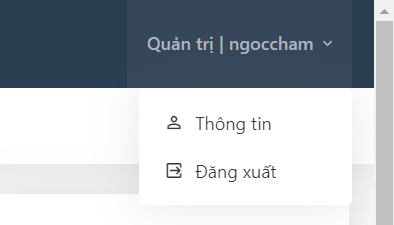 Quản trị | ngoccham
Thông tin
Đăng xuất